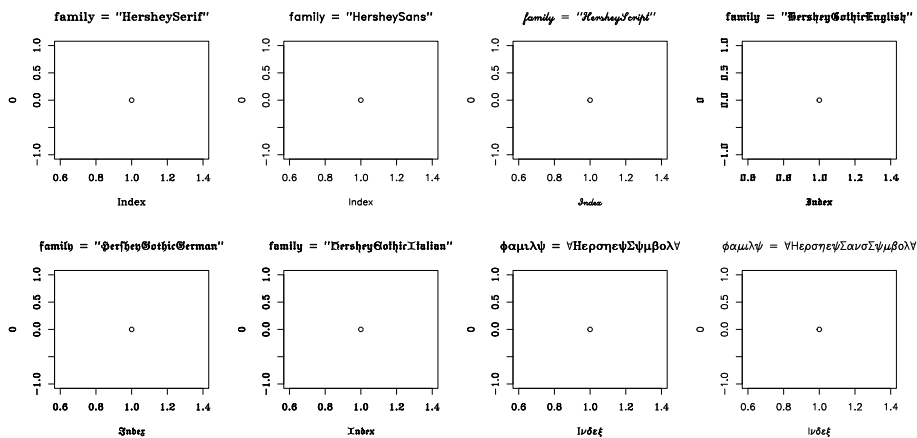 family = "HersheySerif"
family = "HersheySans"
family = "HersheyScript"
family = "HersheyGothicEnglish"
0
1.0
0.5
0.0
-1.0
0.6 0.8 1.0 1.2 1.4
Index
0
1.0
0.5
0.0
-1.0
0.6 0.8 1.0 1.2 1.4
Index
0
1.0
0.5
0.0
-1.0
0.6 0.8 1.0 1.2 1.4
Index
0
1.0
0.5
0.0
-1.0
0.6 0.8 1.0 1.2 1.4
Index
family = "HersheyGothicGerman"
family = "HersheyGothicItalian"
φαμιλψ = ∀ΗερσηεψΣψμβολ∀
φαμιλψ = ∀ΗερσηεψΣανσΣψμβολ∀
0
1.0
0.5
0.0
-1.0
0.6 0.8 1.0 1.2 1.4
Index
0
1.0
0.5
0.0
-1.0
0.6 0.8 1.0 1.2 1.4
Index
0
1.0
0.5
0.0
-1.0
0.6 0.8 1.0 1.2 1.4
Ινδεξ
0
1.0
0.5
0.0
-1.0
0.6 0.8 1.0 1.2 1.4
Ινδεξ